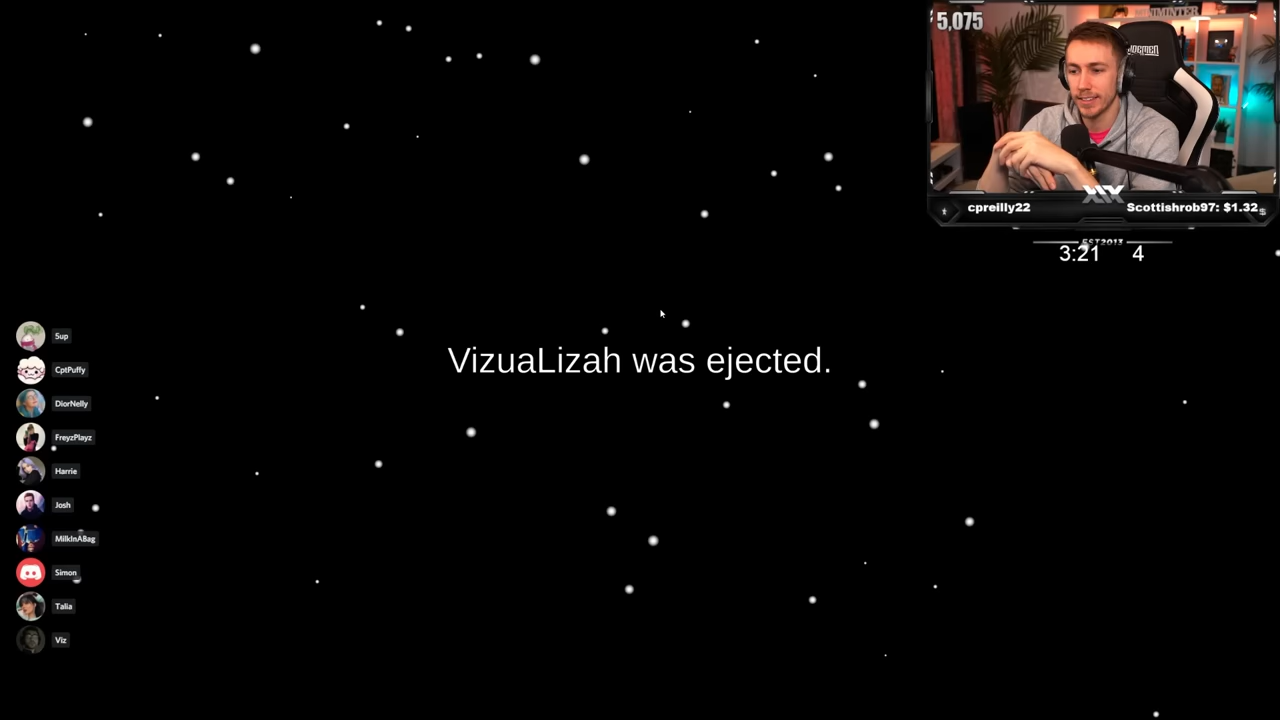 5,075
cpreilly22
Scottishrob97: $1.32
EST2013
3:21 4
VizuaLizah was ejected.
5up
CptPuffy
DiorNelly
FreyzPlayz
Harrie
Josh
MilkInABag
Simon
Talia
Viz